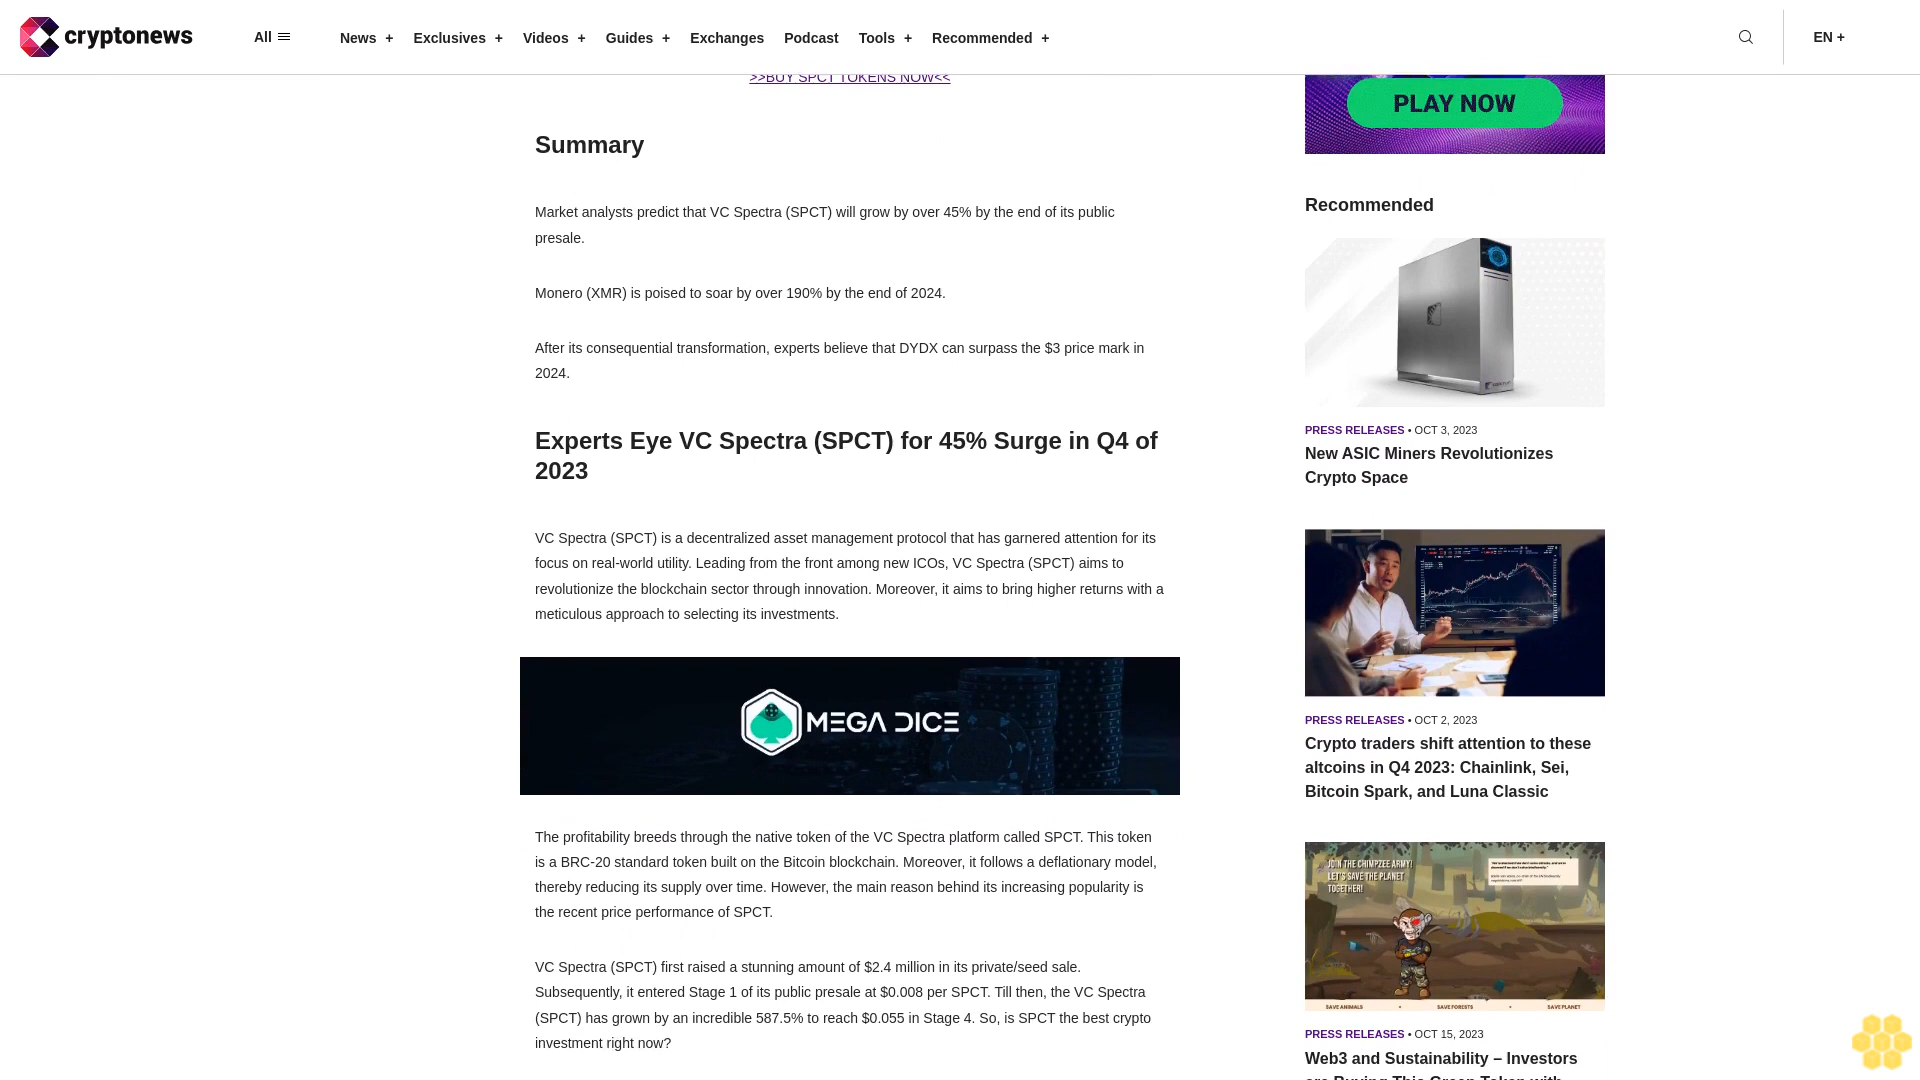 cryptonews
All
News +
Exclusives +
Videos +
Guides +
Exchanges
Podcast
Tools +
Recommended +
EN +
>>BUY SPCT TOKENS NOW<<
Summary
Market analysts predict that VC Spectra (SPCT) will grow by over 45% by the end of its public
presale.
Monero (XMR) is poised to soar by over 190% by the end of 2024.
After its consequential transformation, experts believe that DYDX can surpass the $3 price mark in
2024.
Experts Eye VC Spectra (SPCT) for 45% Surge in Q4 of
2023
VC Spectra (SPCT) is a decentralized asset management protocol that has garnered attention for its
focus on real-world utility. Leading from the front among new ICOs, VC Spectra (SPCT) aims to
revolutionize the blockchain sector through innovation. Moreover, it aims to bring higher returns with a
meticulous approach to selecting its investments.
MEGA DICE
The profitability breeds through the native token of the VC Spectra platform called SPCT. This token
is a BRC-20 standard token built on the Bitcoin blockchain. Moreover, it follows a deflationary model,
thereby reducing its supply over time. However, the main reason behind its increasing popularity is
the recent price performance of SPCT.
VC Spectra (SPCT) first raised a stunning amount of $2.4 million in its private/seed sale.
Subsequently, it entered Stage 1 of its public presale at $0.008 per SPCT. Till then, the VC Spectra
(SPCT) has grown by an incredible 587.5% to reach $0.055 in Stage 4. So, is SPCT the best crypto
investment right now?
PLAY NOW
Recommended
PRESS RELEASES • OCT 3, 2023
New ASIC Miners Revolutionizes
Crypto Space
PRESS RELEASES • OCT 2, 2023
Crypto traders shift attention to these
altcoins in Q4 2023: Chainlink, Sei,
Bitcoin Spark, and Luna Classic
JOIN THE CHIMPZEE ARMY!
LET'S SAVE THE PLANET
TOGETHER!
SAVE ANIMALS • SAVE FORESTS • SAVE PLANET
PRESS RELEASES • OCT 15, 2023
Web3 and Sustainability – Investors
are Buying This Green Token with